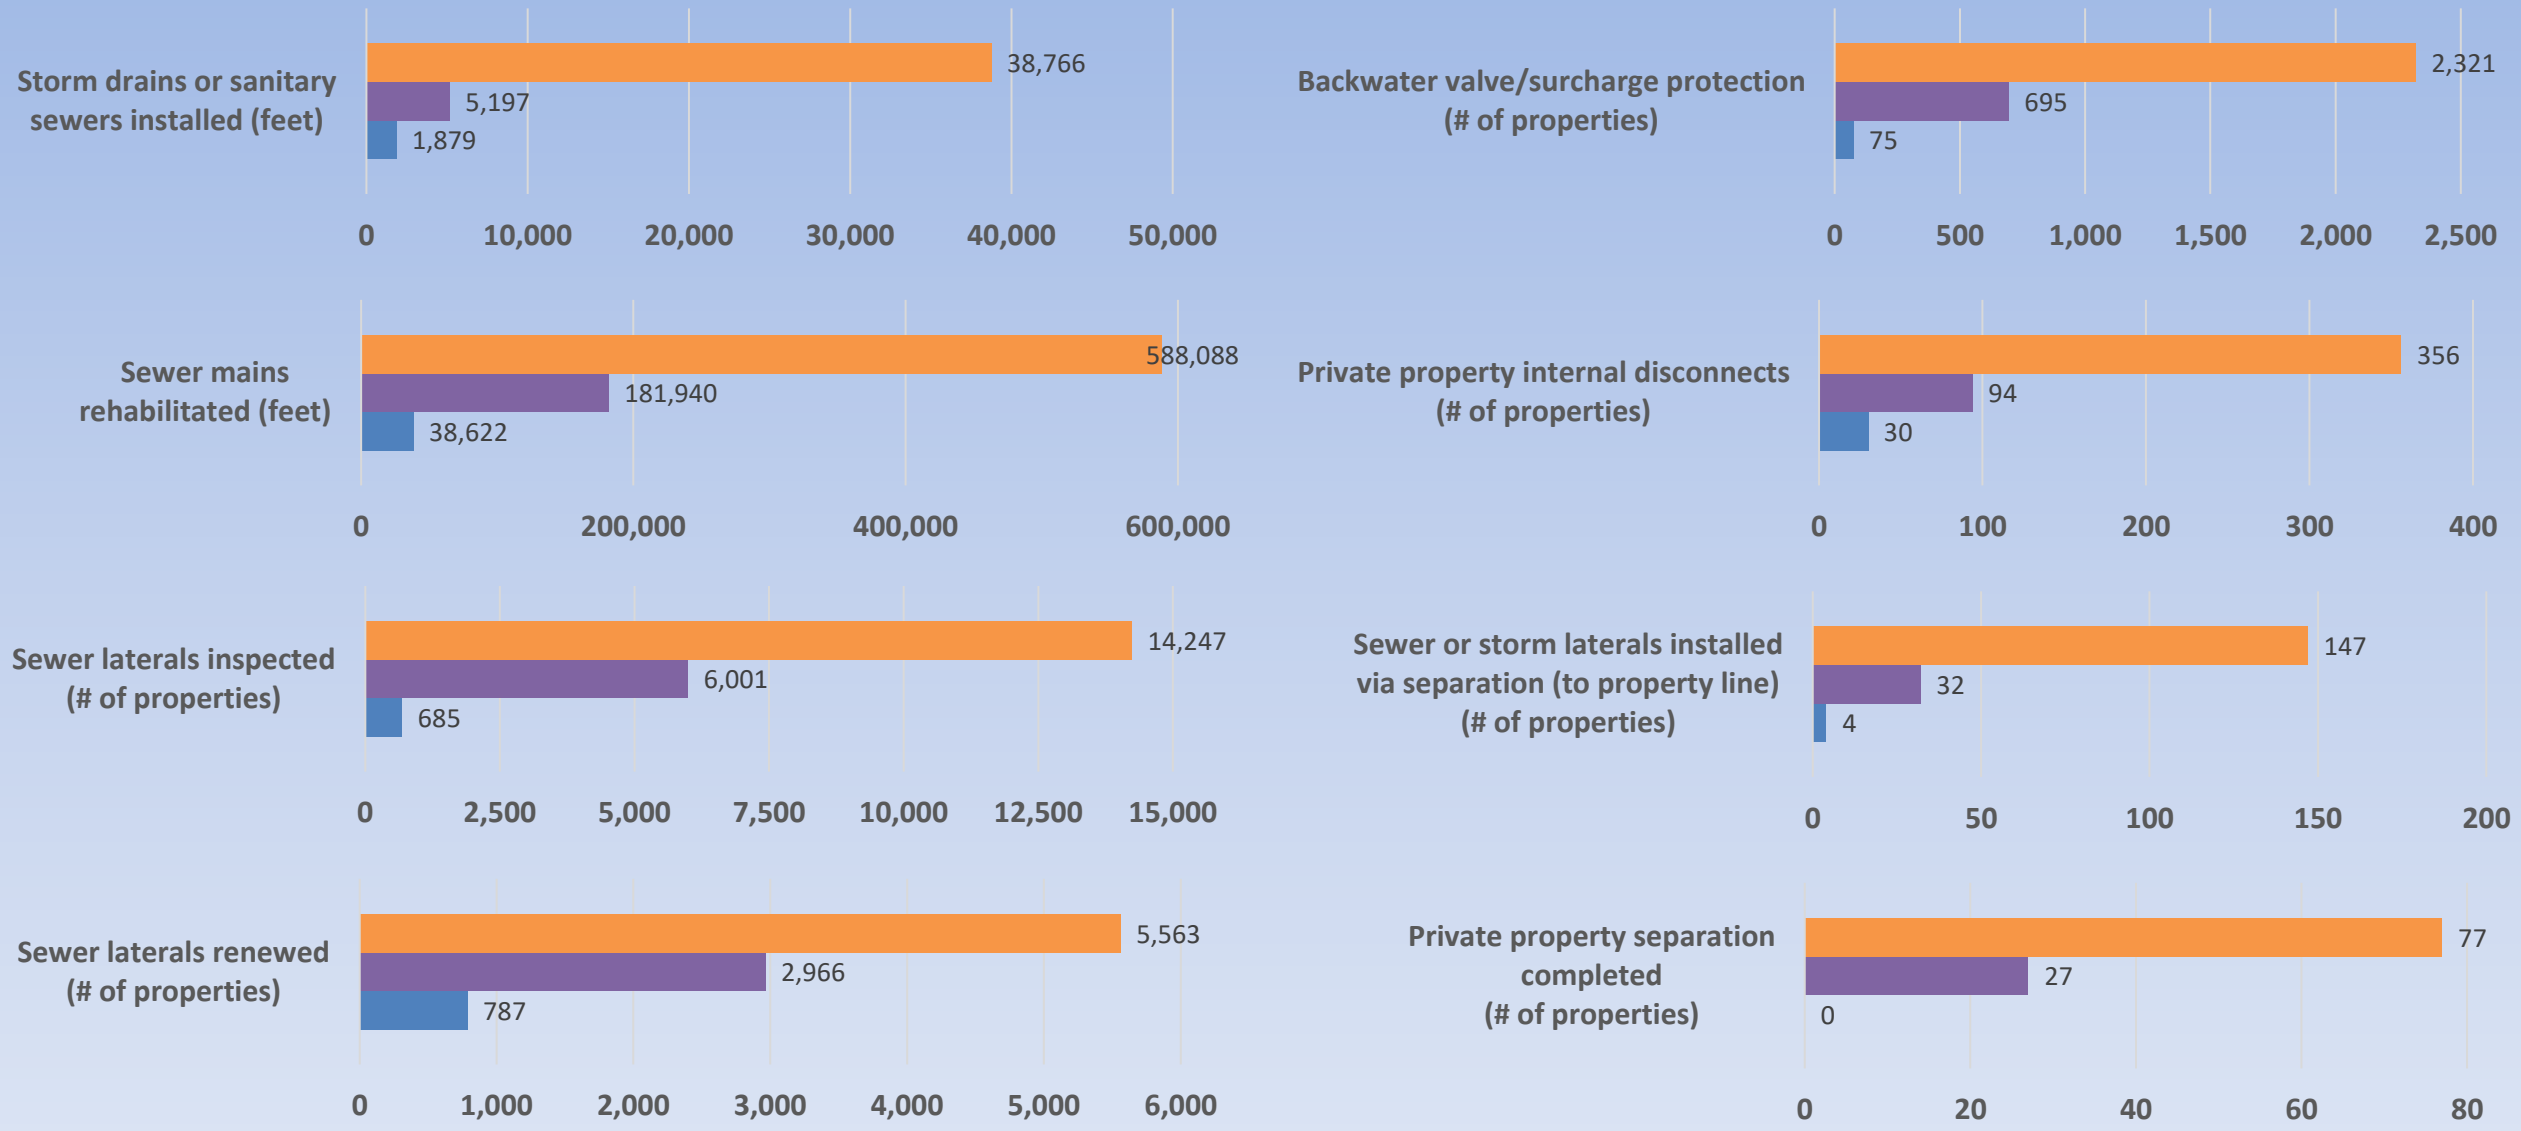 Storm drains or sanitary
sewers installed (feet)
38,766
5,197
1,879
0 10,000 20,000 30,000 40,000 50,000
Sewer mains
rehabilitated (feet)
588,088
181,940
38,622
0 200,000 400,000 600,000
Sewer laterals inspected
(# of properties)
14,247
6,001
685
0 2,500 5,000 7,500 10,000 12,500 15,000
Sewer laterals renewed
(# of properties)
5,563
2,966
787
0 1,000 2,000 3,000 4,000 5,000 6,000
Backwater valve/surcharge protection
(# of properties)
2,321
695
75
0 500 1,000 1,500 2,000 2,500
Private property internal disconnects
(# of properties)
356
94
30
0 100 200 300 400
Sewer or storm laterals installed
via separation (to property line)
(# of properties)
147
32
4
0 50 100 150 200
Private property separation
completed
(# of properties)
77
27
0
0 20 40 60 80